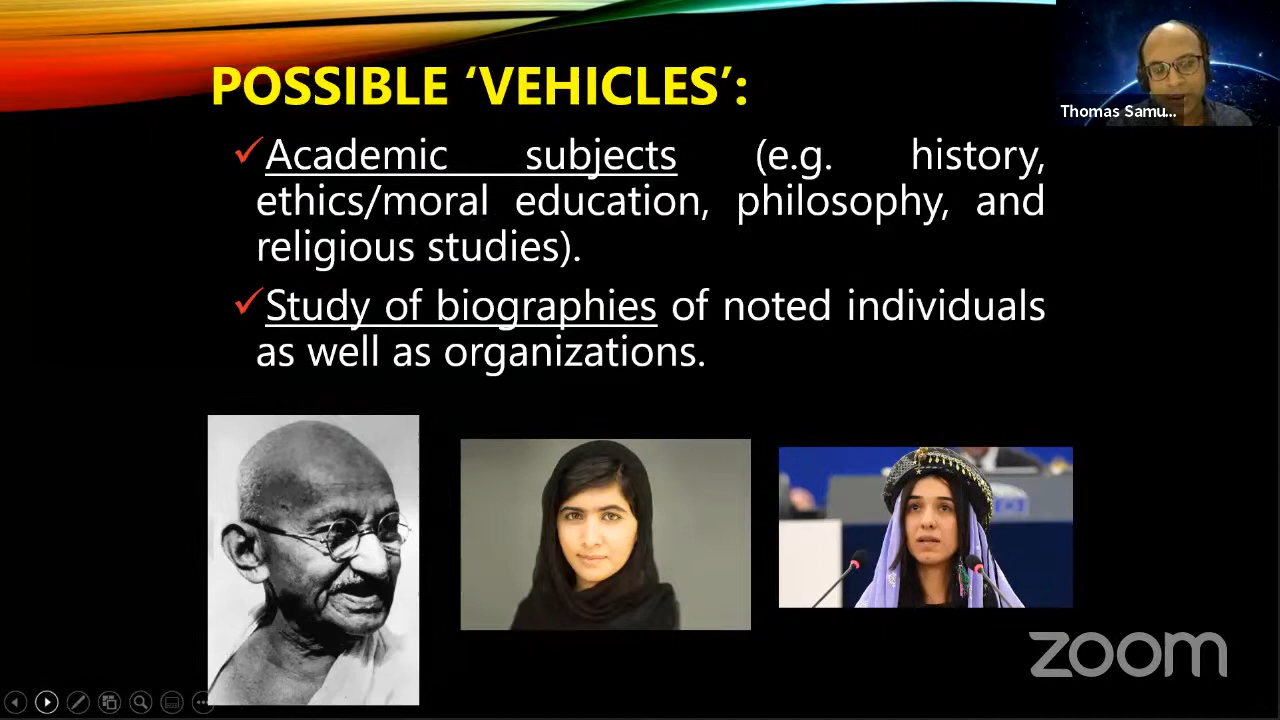 POSSIBLE ‘VEHICLES’:
Academic subjects (e.g. history,
ethics/moral education, philosophy, and
religious studies).
Study of biographies of noted individuals
as well as organizations.
Thomas Samu...
zoom